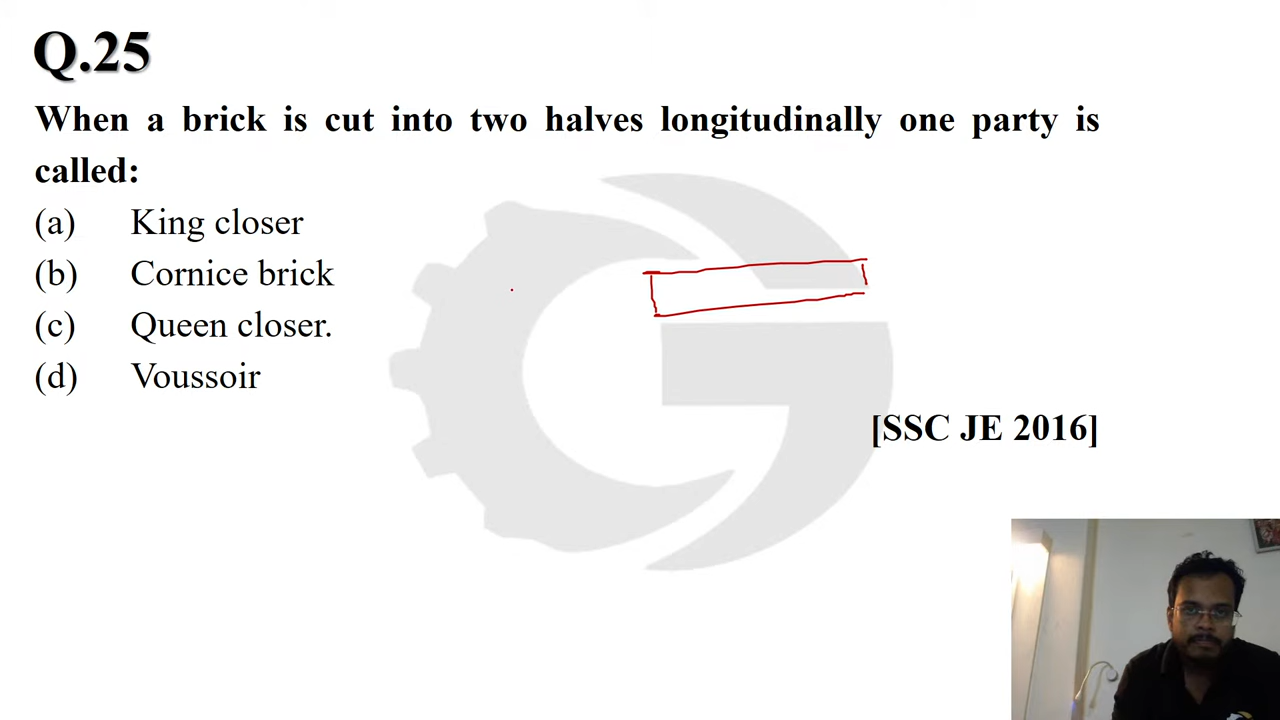 Q.25
When a brick is cut into two halves longitudinally one party is
called:
(a) King closer
(b) Cornice brick
(c) Queen closer.
(d) Voussoir
[SSC JE 2016]